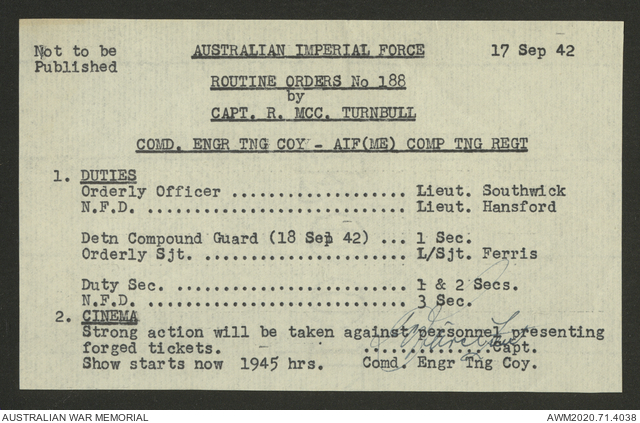 Not to be AUSTRALIAN IMPERIAL FORCE 17 Sep 42
Published
ROUTINE ORDERS No 188
by
CAPT. R. MCC. TURNBULL
COMD. ENGR TNG COY - AIF(ME) COMP TNG REGT
1. DUTIES
Orderly Officer ................... Lieut. Southwick
N.F.D. ............................ Lieut. Hansford
Detn Compound Guard (18 Sep 42) ... 1 Sec.
Orderly Sjt. ...................... L/Sjt. Ferris
Duty Sec. ......................... 1 & 2 Secs.
N.F.D. ............................ 3 Sec.
2. CINEMA
Strong action will be taken against personnel presenting
forged tickets. .............Capt.
Show starts now 1945 hrs. Comd. Engr Tng Coy.
AUSTRALIAN WAR MEMORIAL AWM2020.71.4038